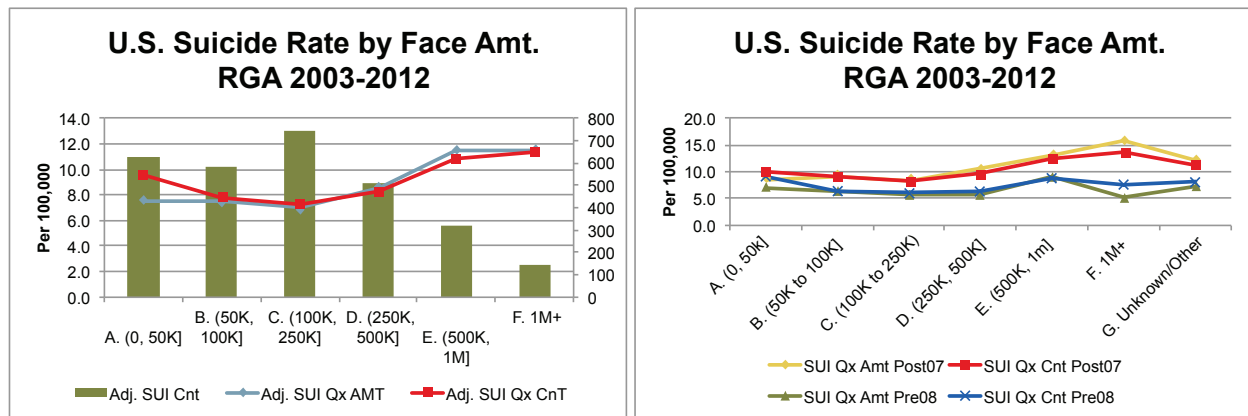 U.S. Suicide Rate by Face Amt.
RGA 2003-2012
Per 100,000
14.0
12.0
10.0
8.0
6.0
4.0
2.0
0.0
800
700
600
500
400
300
200
100
0
A. (0, 50K]
B. (50K,
100K]
C. (100K,
250K]
D. (250K,
500K]
E. (500K,
1M]
F. 1M+
Adj. SUI Cnt
Adj. SUI Qx AMT
Adj. SUI Qx CnT
U.S. Suicide Rate by Face Amt.
RGA 2003-2012
Per 100,000
20.0
15.0
10.0
5.0
0.0
A. (0, 50k]
B. (50K to 100K]
C. (100K to 250K)
D. (250K, 500K]
E. (500K, 1m]
F. 1M+
G. Unknown/Other
SUI Qx Amt Post07
SUI Qx Cnt Post07
SUI Qx Amt Pre08
SUI Qx Cnt Pre08